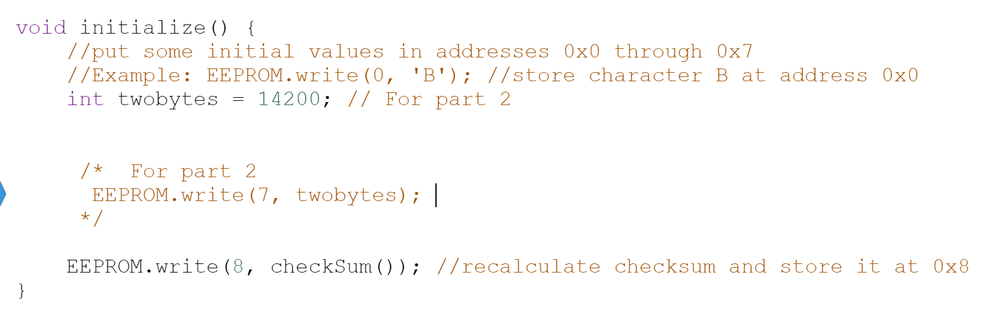 void initialize() {
//put some initial values in addresses 0x0 through 0x7
//Example: EEPROM.write(0, 'B'); //store character B at address 0x0
int twobytes = 14200; // For part 2
/*  For part 2
EEPROM.write(7, twobytes);
*/
EEPROM.write(8, checkSum()); //recalculate checksum and store it at 0x8
}